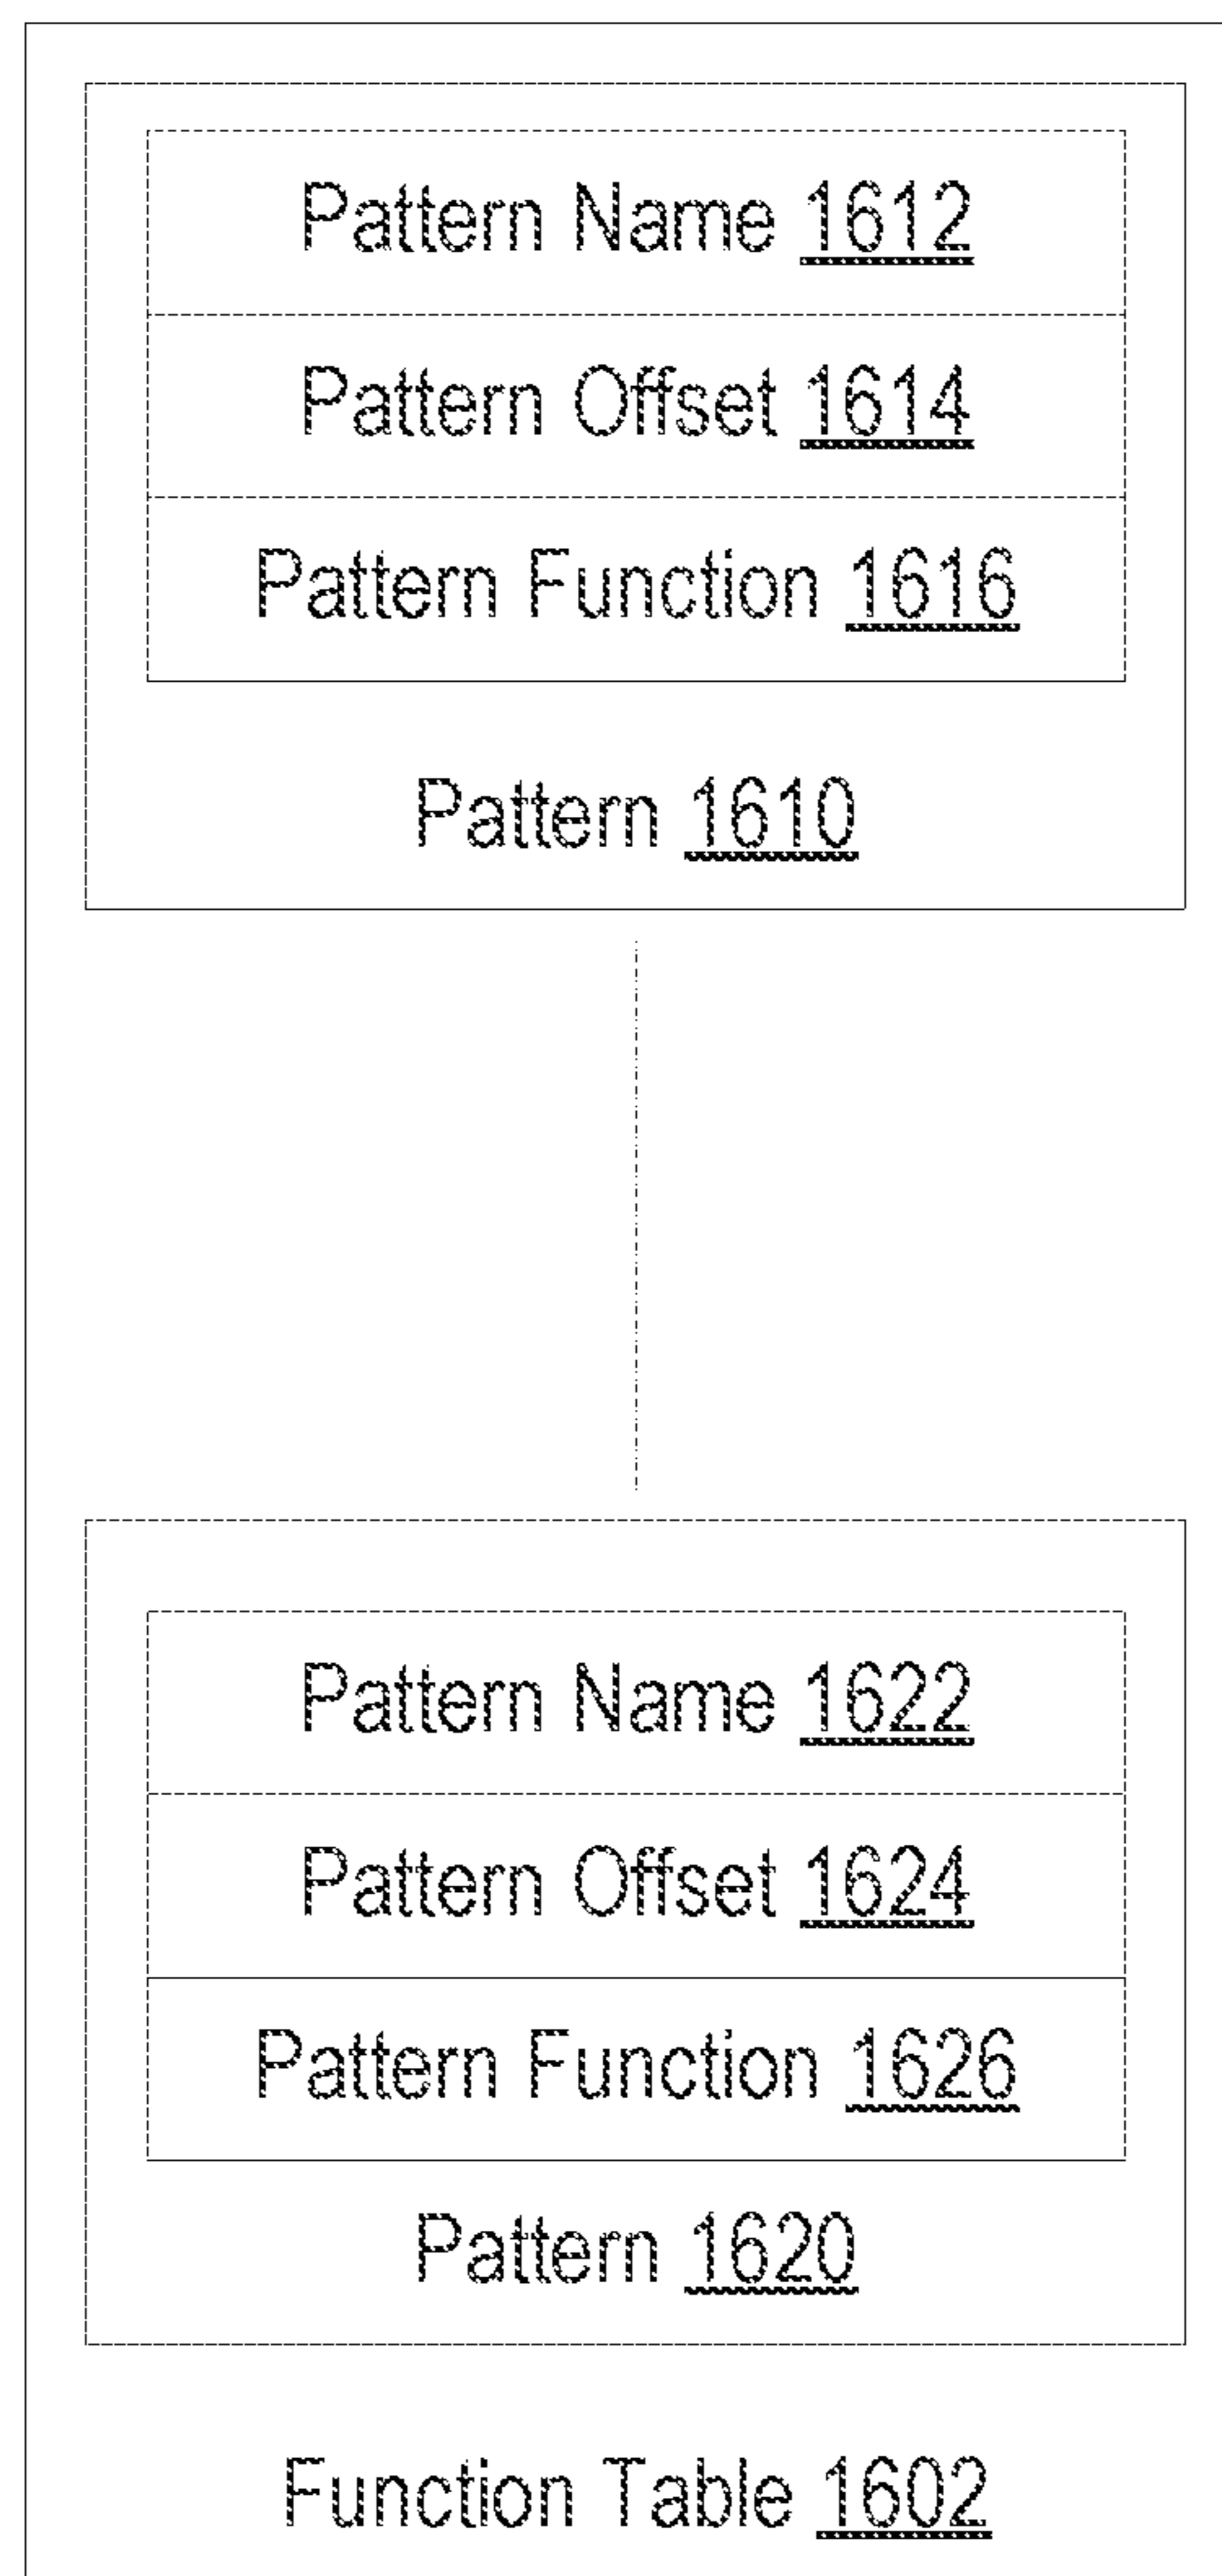 Pattern Name 1612
Pattern Offset 1614
Pattern Function 1616
Pattern 1610
Pattern Name 1622
Pattern Offset 1624
Pattern Function 1626
Pattern 1620
Function Table 1602